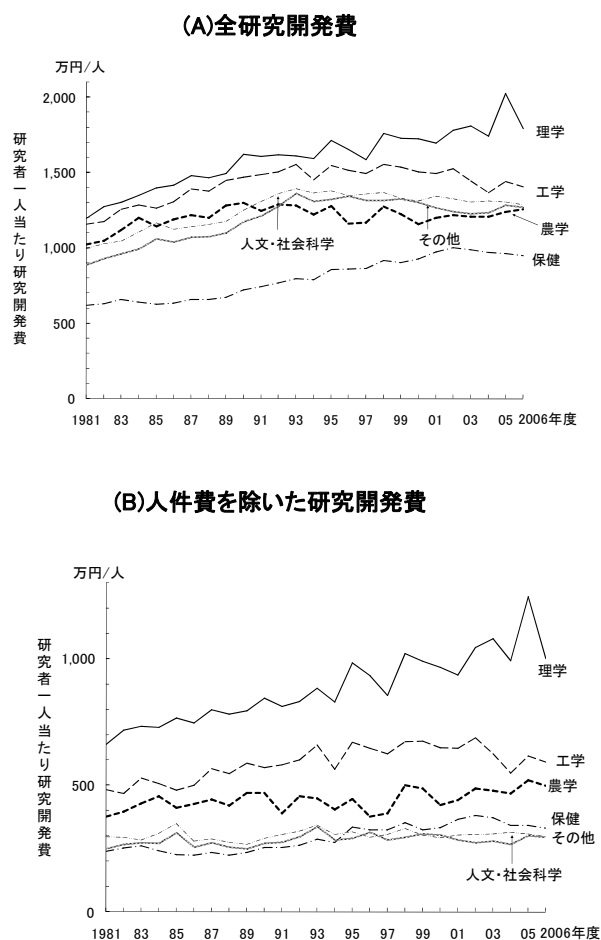 (A)全研究開発費
万円/人
研究者一人当たり研究開発費
2,000
1,500
1,000
500
0
理学
工学
農学
人文・社会科学
その他
保健
1981 83 85 87 89 91 93 95 97 99 01 03 05 2006年度
(B)人件費を除いた研究開発費
万円/人
研究者一人当たり研究開発費
1,000
500
0
理学
工学
農学
保健
その他
人文・社会科学
1981 83 85 87 89 91 93 95 97 99 01 03 05 2006年度